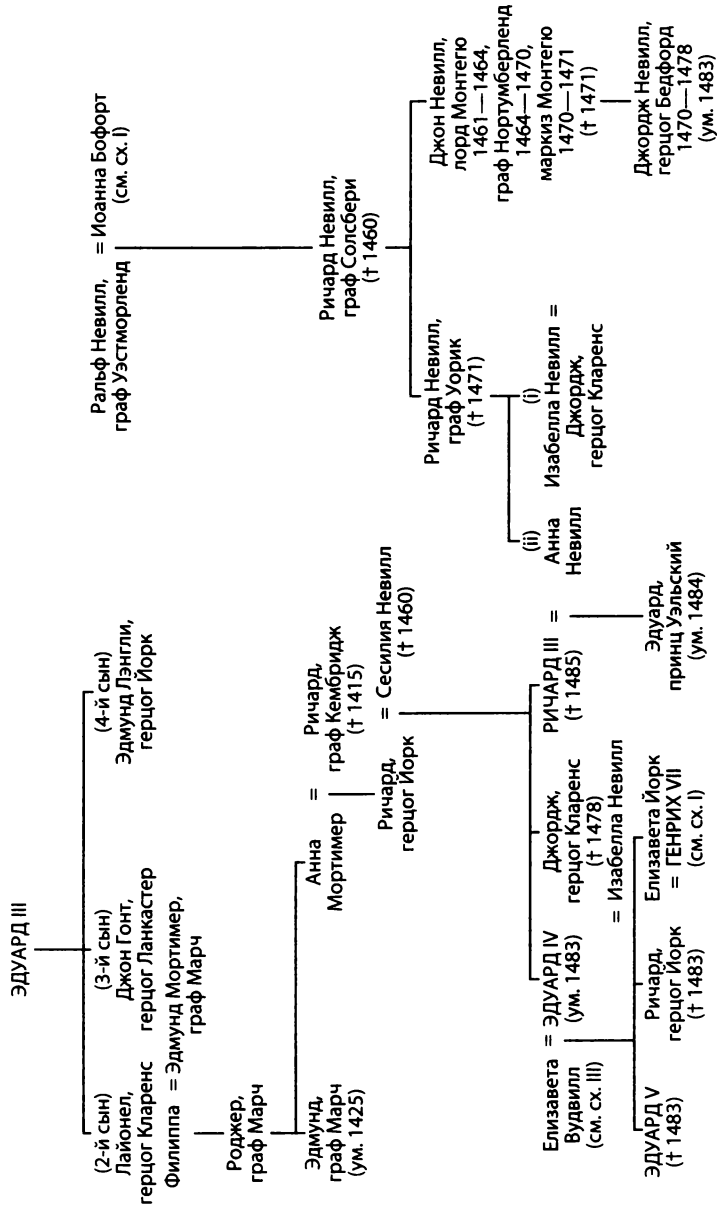 ЭДУАРД III
(2-й сын)
Лайонел,
герцог Кларенс
(3-й сын)
Джон Гонт,
герцог Ланкастер
(4-й сын)
Эдмунд Лэнгли,
герцог Йорк
Филиппа = Эдмунд Мортимер,
граф Марч
Роджер,
граф Марч
Эдмунд,
граф Марч
(ум. 1425)
Анна
Мортимер
=
Ричард,
граф Кембридж
(† 1415)
Ричард,
герцог Йорк
= Сесилия Невилл
(† 1460)
Елизавета
Вудвилл
(см. сх. III)
= ЭДУАРД IV
(ум. 1483)
Джордж,
герцог Кларенс
(† 1478)
= Изабелла Невилл
РИЧАРД III
(† 1485)
=
ЭДУАРД V
(† 1483)
Ричард,
герцог Йорк
(† 1483)
Елизавета Йорк
= ГЕНРИХ VII
(см. сх. I)
Эдуард,
принц Уэльский
(ум. 1484)
Ральф Невилл,
граф Уэстморленд
= Иоанна Бофорт
(см. сх. I)
Ричард Невилл,
граф Солсбери
(† 1460)
Ричард Невилл,
граф Уорик
(† 1471)
Джон Невилл,
лорд Монтегю
1461—1464,
граф Нортумберленд
1464—1470,
маркиз Монтегю
1470—1471
(† 1471)
(ii)
Анна
Невилл
(i)
Изабелла Невилл =
Джордж,
герцог Кларенс
Джордж Невилл,
герцог Бедфорд
1470—1478
(ум. 1483)